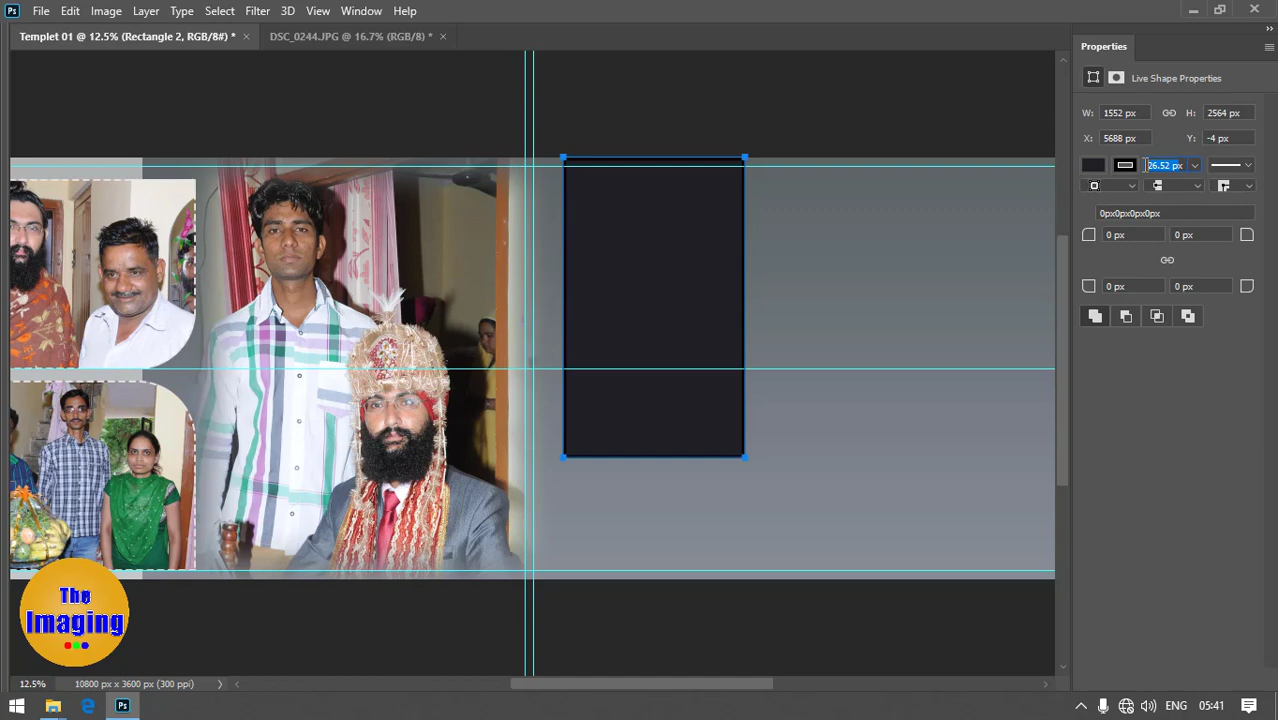 Ps File Edit Image Layer Type Select Filter 3D View Window Help
Templet 01 @ 12.5% (Rectangle 2, RGB/8#) * × DSC_0244.JPG @ 16.7% (RGB/8) * ×
Properties
Live Shape Properties
W: 1552 px H: 2564 px
X: 5688 px Y: -4 px
26.52 px
0px0px0px0px
0 px 0 px
0 px 0 px
The
Imaging
12.5% 10800 px x 3600 px (300 ppi)
Ps ENG 05:41